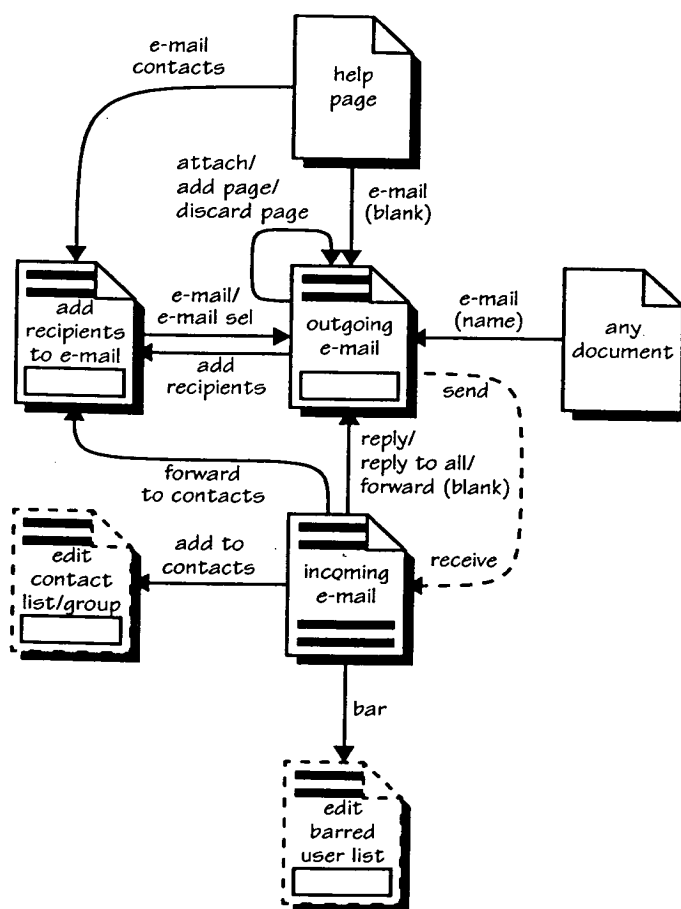 e-mail
contacts
help
page
attach/
add page/
discard page
e-mail
(blank)
add
recipients
to e-mail
e-mail/
e-mail sel
add
recipients
outgoing
e-mail
e-mail
(name)
any
document
send
forward
to contacts
reply/
reply to all/
forward (blank)
edit
contact
list/group
add to
contacts
incoming
e-mail
receive
bar
edit
barred
user list